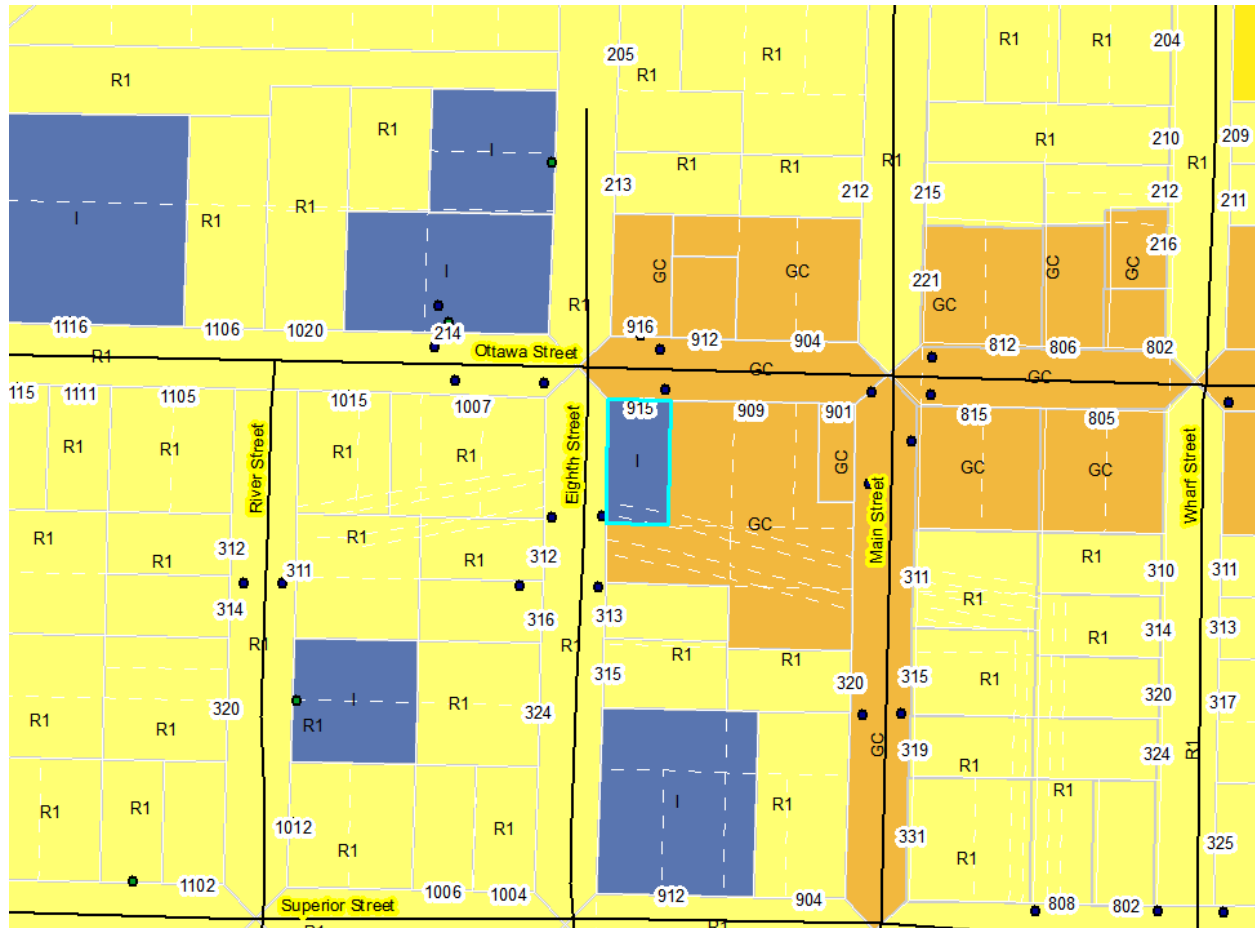 205
R1
R1
R1
R1
204
R1
R1
I
R1
R1
210
209
R1
R1
R1
R1
213
212
215
212
211
I
R1
R1
I
GC
GC
221
GC
GC
GC
216
R1
1116
1106
1020
214
916
912
904
812
806
802
Ottawa Street
R1
GC
GC
115
1111
1105
1015
1007
915
909
901
815
805
River Street
Eighth Street
Main Street
Wharf Street
R1
R1
R1
R1
I
GC
GC
GC
R1
R1
R1
312
311
R1
312
GC
R1
310
311
311
314
316
313
R1
314
313
R1
R1
315
R1
R1
320
315
R1
R1
320
317
R1
R1
320
I
R1
R1
324
GC
319
R1
324
R1
R1
R1
I
R1
R1
1012
R1
R1
331
R1
325
1102
1006
1004
912
904
808
802
Superior Street
R1
R1